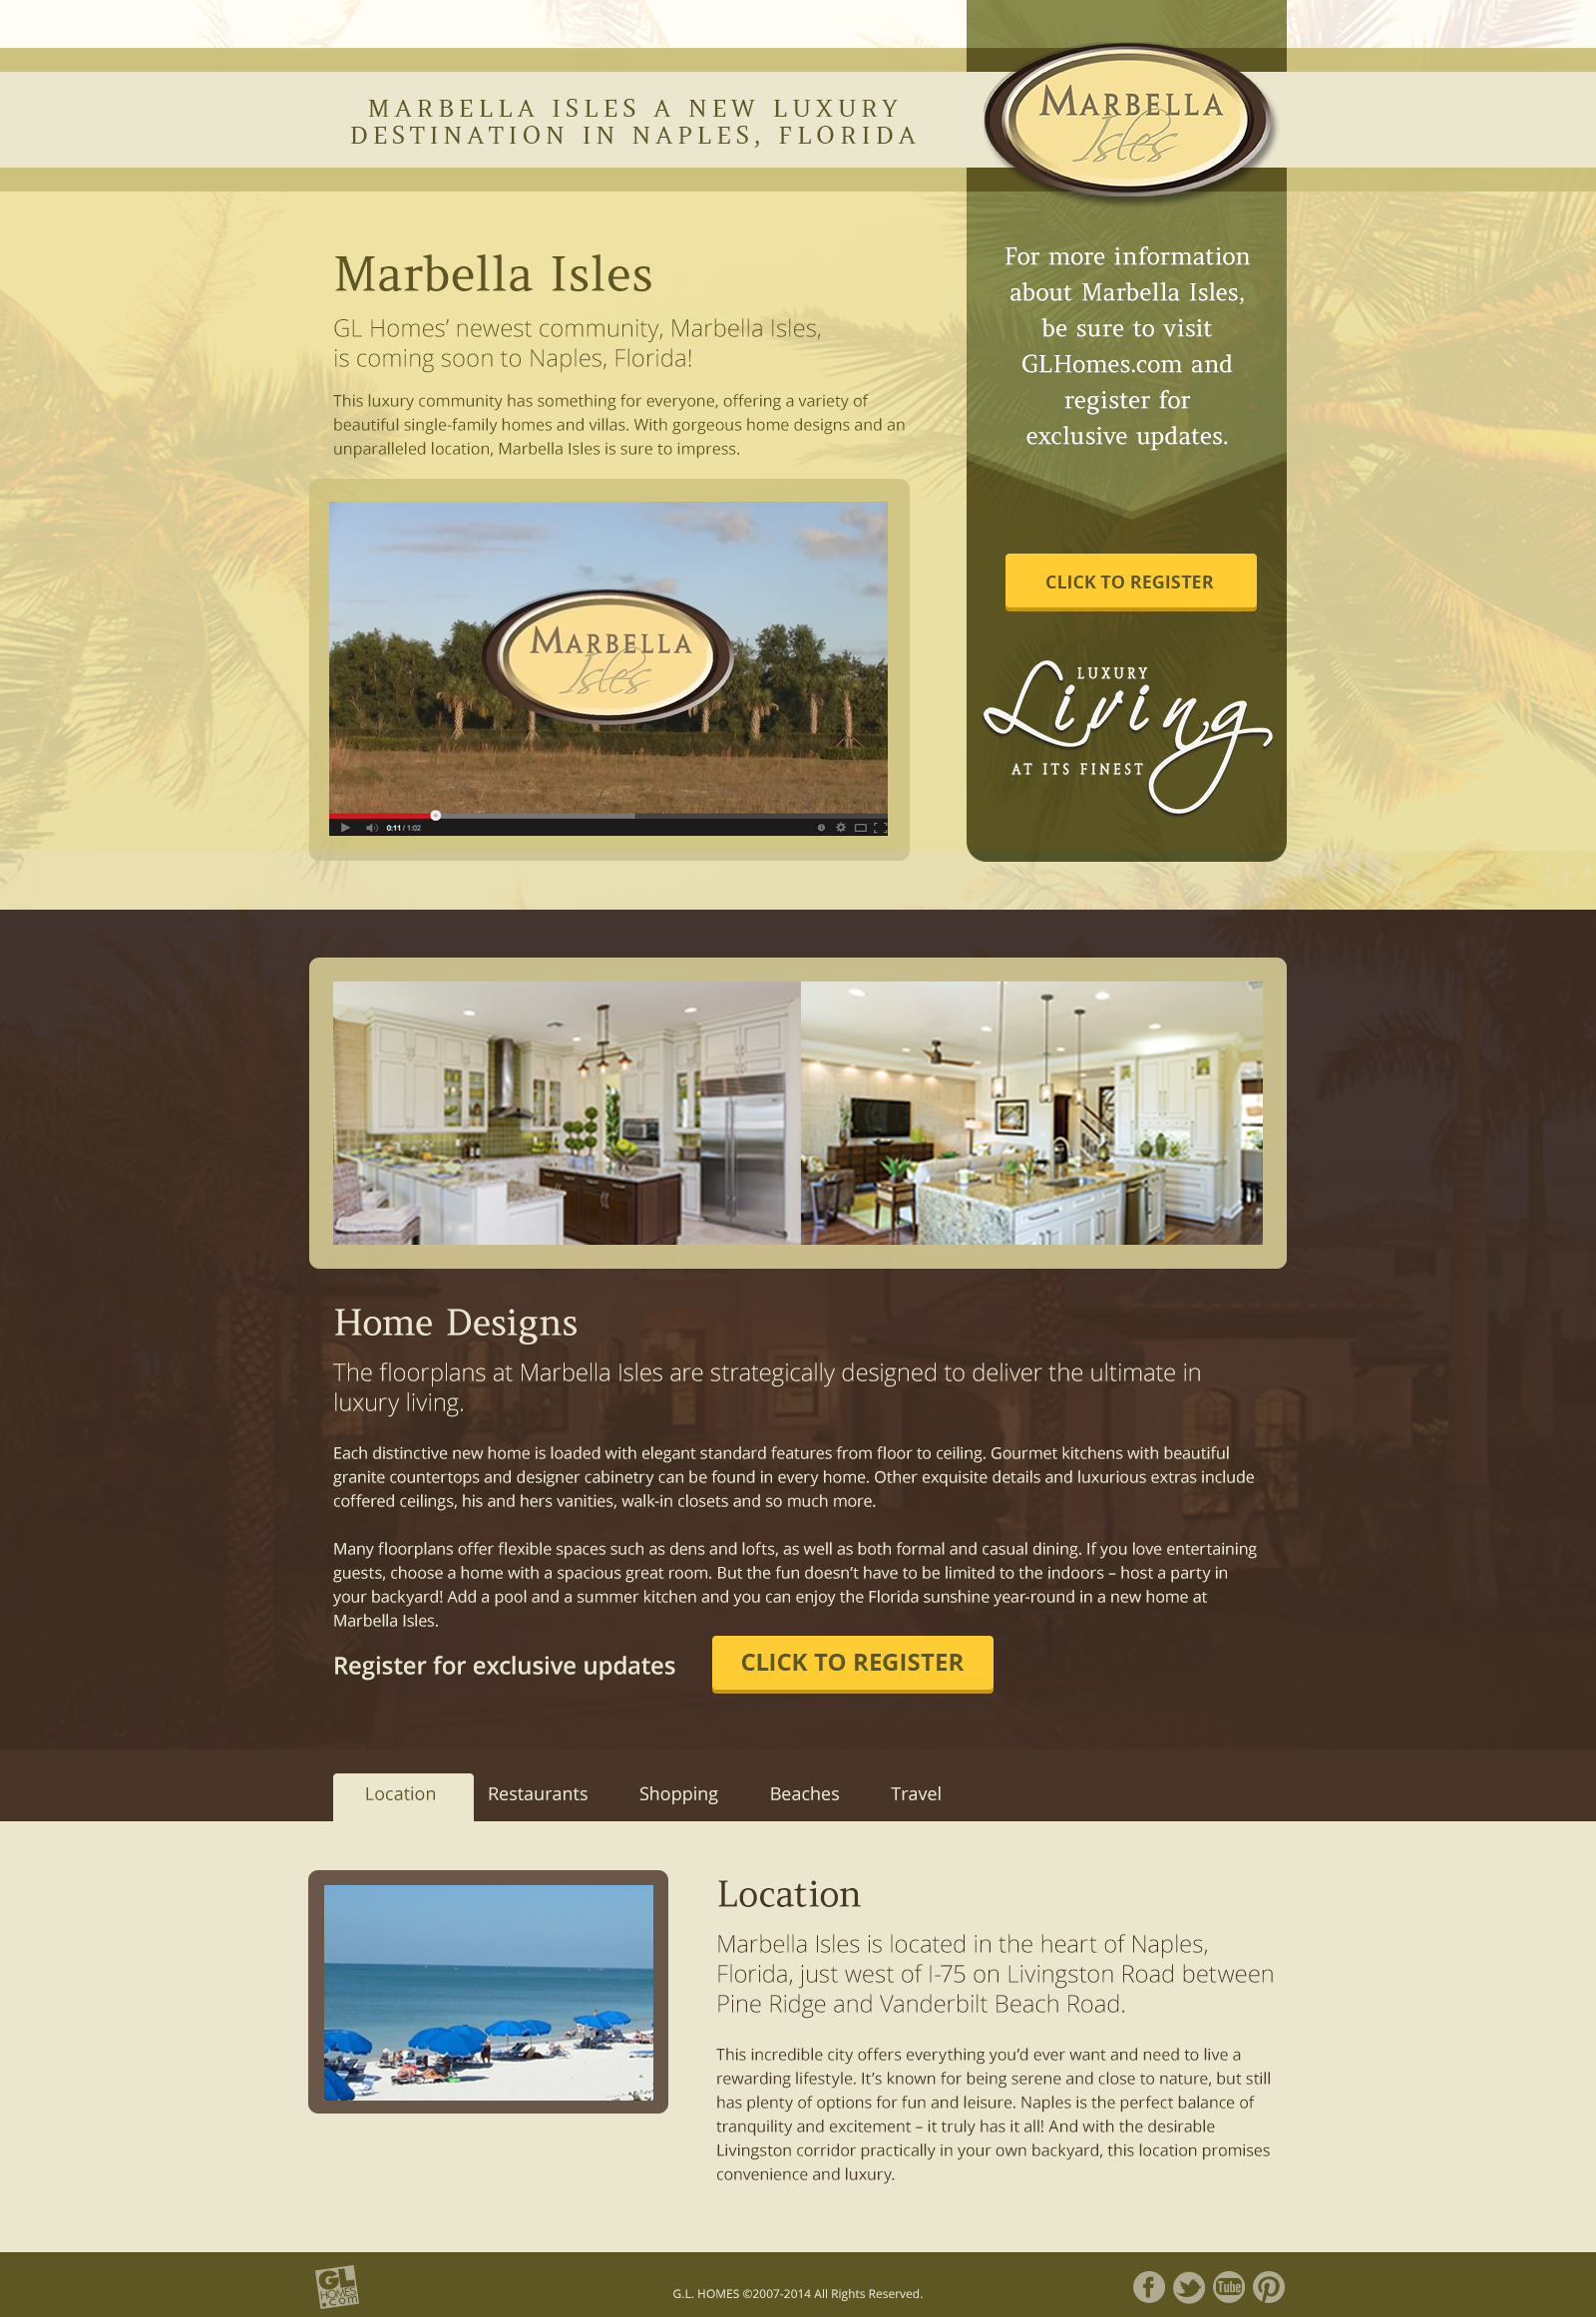 MARBELLA ISLES A NEW LUXURY
DESTINATION IN NAPLES, FLORIDA
MARBELLA
Isles
Marbella Isles
GL Homes’ newest community, Marbella Isles,
is coming soon to Naples, Florida!
This luxury community has something for everyone, offering a variety of
beautiful single-family homes and villas. With gorgeous home designs and an
unparalleled location, Marbella Isles is sure to impress.
MARBELLA
Isles
0:11 / 1:02
For more information
about Marbella Isles,
be sure to visit
GLHomes.com and
register for
exclusive updates.
CLICK TO REGISTER
LUXURY
Living
AT ITS FINEST
Home Designs
The floorplans at Marbella Isles are strategically designed to deliver the ultimate in
luxury living.
Each distinctive new home is loaded with elegant standard features from floor to ceiling. Gourmet kitchens with beautiful
granite countertops and designer cabinetry can be found in every home. Other exquisite details and luxurious extras include
coffered ceilings, his and hers vanities, walk-in closets and so much more.
Many floorplans offer flexible spaces such as dens and lofts, as well as both formal and casual dining. If you love entertaining
guests, choose a home with a spacious great room. But the fun doesn’t have to be limited to the indoors – host a party in
your backyard! Add a pool and a summer kitchen and you can enjoy the Florida sunshine year-round in a new home at
Marbella Isles.
Register for exclusive updates CLICK TO REGISTER
Location Restaurants Shopping Beaches Travel
Location
Marbella Isles is located in the heart of Naples,
Florida, just west of I-75 on Livingston Road between
Pine Ridge and Vanderbilt Beach Road.
This incredible city offers everything you’d ever want and need to live a
rewarding lifestyle. It’s known for being serene and close to nature, but still
has plenty of options for fun and leisure. Naples is the perfect balance of
tranquility and excitement – it truly has it all! And with the desirable
Livingston corridor practically in your own backyard, this location promises
convenience and luxury.
GL
HOMES
.com
G.L. HOMES ©2007-2014 All Rights Reserved.
Tube